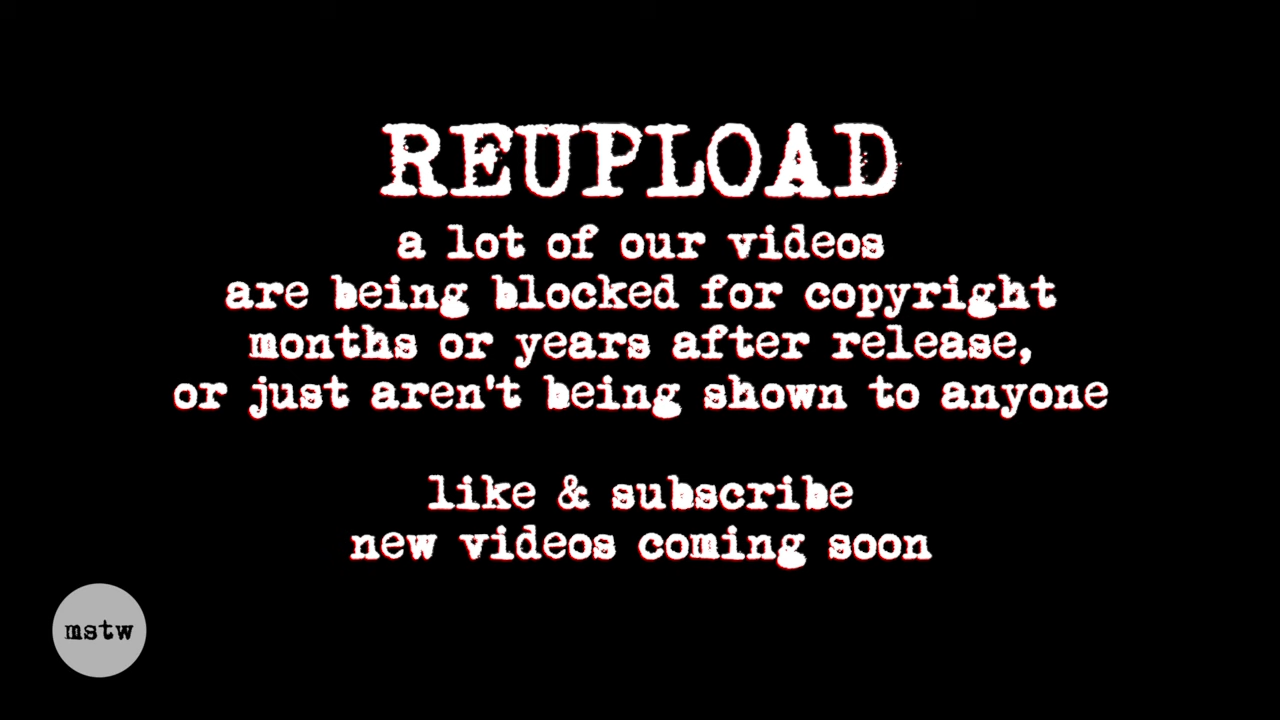 REUPLOAD
a lot of our videos
are being blocked for copyright
months or years after release,
or just aren't being shown to anyone
like & subscribe
new videos coming soon
mstw